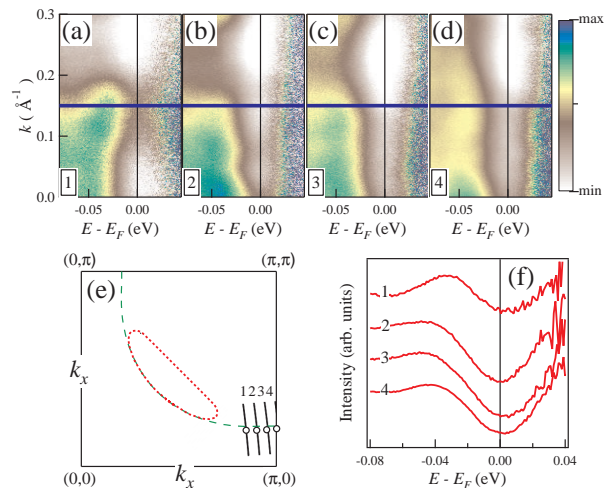 0.3
0.2
0.1
0.0
k ( Å⁻¹)
(a)
(b)
(c)
(d)
1
2
3
4
-0.05 0.00
-0.05 0.00
-0.05 0.00
-0.05 0.00
E - E_F (eV)
E - E_F (eV)
E - E_F (eV)
E - E_F (eV)
max
min
(0,π)
(e)
(π,π)
k_x
1234
(0,0)
k_x
(π,0)
(f)
Intensity (arb. units)
1
2
3
4
-0.08 -0.04 0.00 0.04
E - E_F (eV)